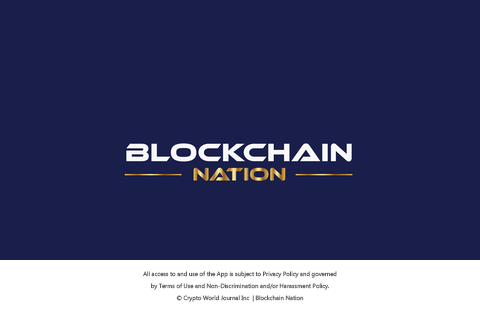 BLOCKCHAIN
NATION
All access to and use of the App is subject to Privacy Policy and governed
by Terms of Use and Non-Discrimination and/or Harassment Policy.
© Crypto World Journal Inc | Blockchain Nation